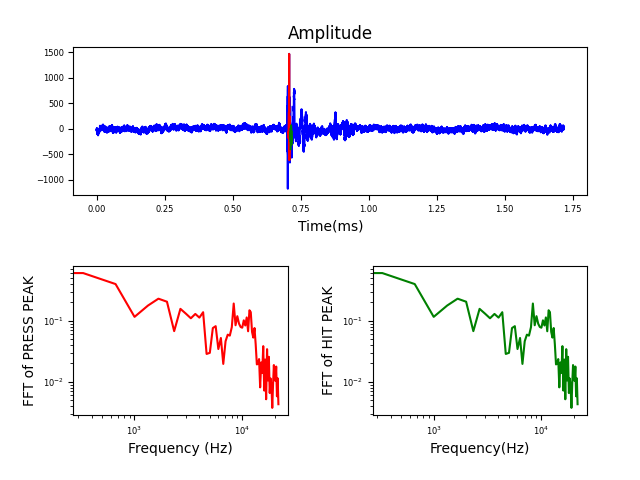 Amplitude
1500
1000
500
0
−500
−1000
0.00 0.25 0.50 0.75 1.00 1.25 1.50 1.75
Time(ms)
FFT of PRESS PEAK
10⁻¹
10⁻²
10³ 10⁴
Frequency (Hz)
FFT of HIT PEAK
10⁻¹
10⁻²
10³ 10⁴
Frequency(Hz)